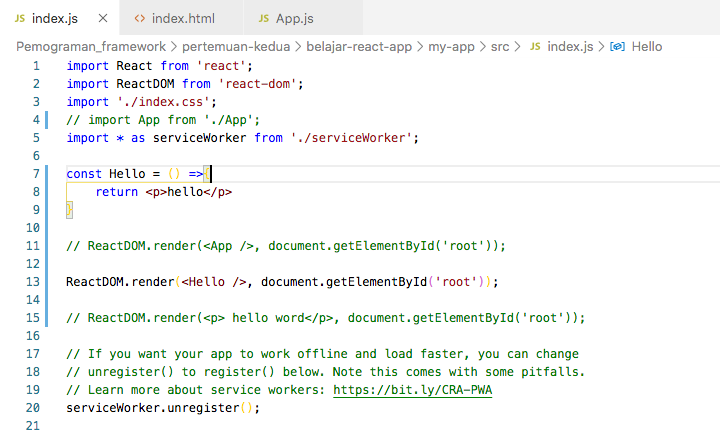 JS index.js × <> index.html JS App.js
Pemograman_framework > pertemuan-kedua > belajar-react-app > my-app > src > JS index.js > Hello
1 import React from 'react';
2 import ReactDOM from 'react-dom';
3 import './index.css';
4 // import App from './App';
5 import * as serviceWorker from './serviceWorker';
6
7 const Hello = () =>{
8 return <p>hello</p>
9 }
10
11 // ReactDOM.render(<App />, document.getElementById('root'));
12
13 ReactDOM.render(<Hello />, document.getElementById('root'));
14
15 // ReactDOM.render(<p> hello word</p>, document.getElementById('root'));
16
17 // If you want your app to work offline and load faster, you can change
18 // unregister() to register() below. Note this comes with some pitfalls.
19 // Learn more about service workers: https://bit.ly/CRA-PWA
20 serviceWorker.unregister();
21